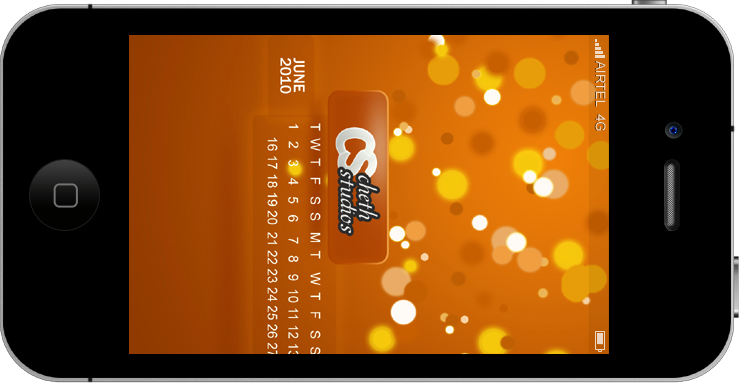 AIRTEL 4G
CS cheth
studios
JUNE
2010
T W T F S S M T W T F S S
1 2 3 4 5 6 7 8 9 10 11 12 13
16 17 18 19 20 21 22 23 24 25 26 27